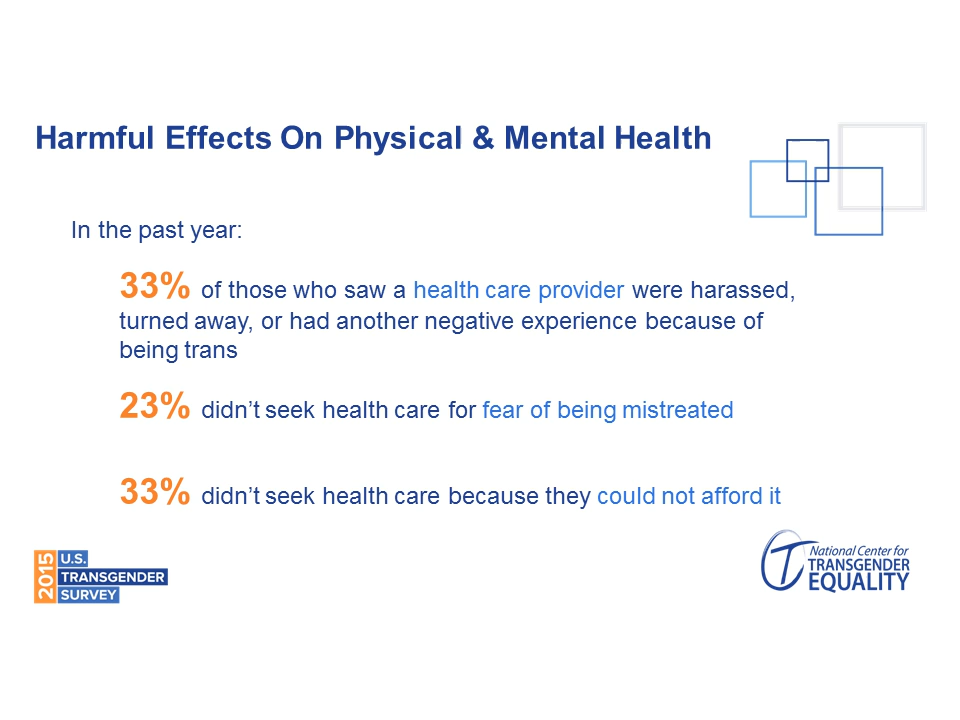 Harmful Effects On Physical & Mental Health
In the past year:
33% of those who saw a health care provider were harassed,
turned away, or had another negative experience because of
being trans
23% didn’t seek health care for fear of being mistreated
33% didn’t seek health care because they could not afford it
2015
U.S.
TRANSGENDER
SURVEY
National Center for
TRANSGENDER
EQUALITY